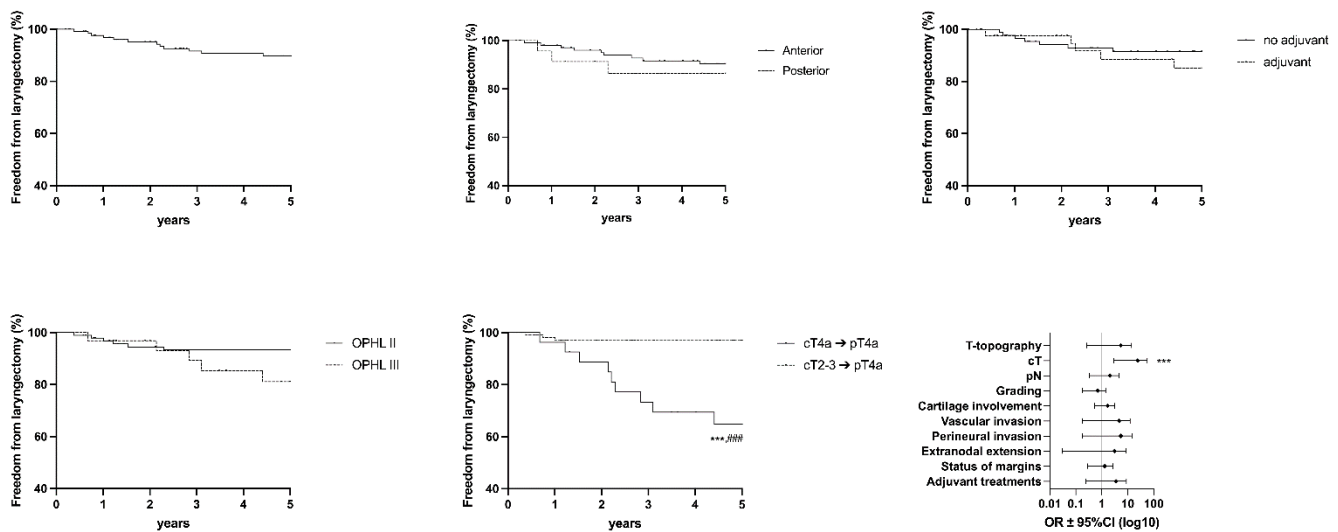 Freedom from laryngectomy (%)
100
80
60
40
0 1 2 3 4 5
years
Freedom from laryngectomy (%)
100
80
60
40
0 1 2 3 4 5
years
Anterior
Posterior
Freedom from laryngectomy (%)
100
80
60
40
0 1 2 3 4 5
years
no adjuvant
adjuvant
Freedom from laryngectomy (%)
100
80
60
40
0 1 2 3 4 5
years
OPHL II
OPHL III
Freedom from laryngectomy (%)
100
80
60
40
0 1 2 3 4 5
years
cT4a ➔ pT4a
cT2-3 ➔ pT4a
***,###
T-topography
cT ***
pN
Grading
Cartilage involvement
Vascular invasion
Perineural invasion
Extranodal extension
Status of margins
Adjuvant treatments
0.01 0.1 1 10 100
OR ± 95%CI (log10)